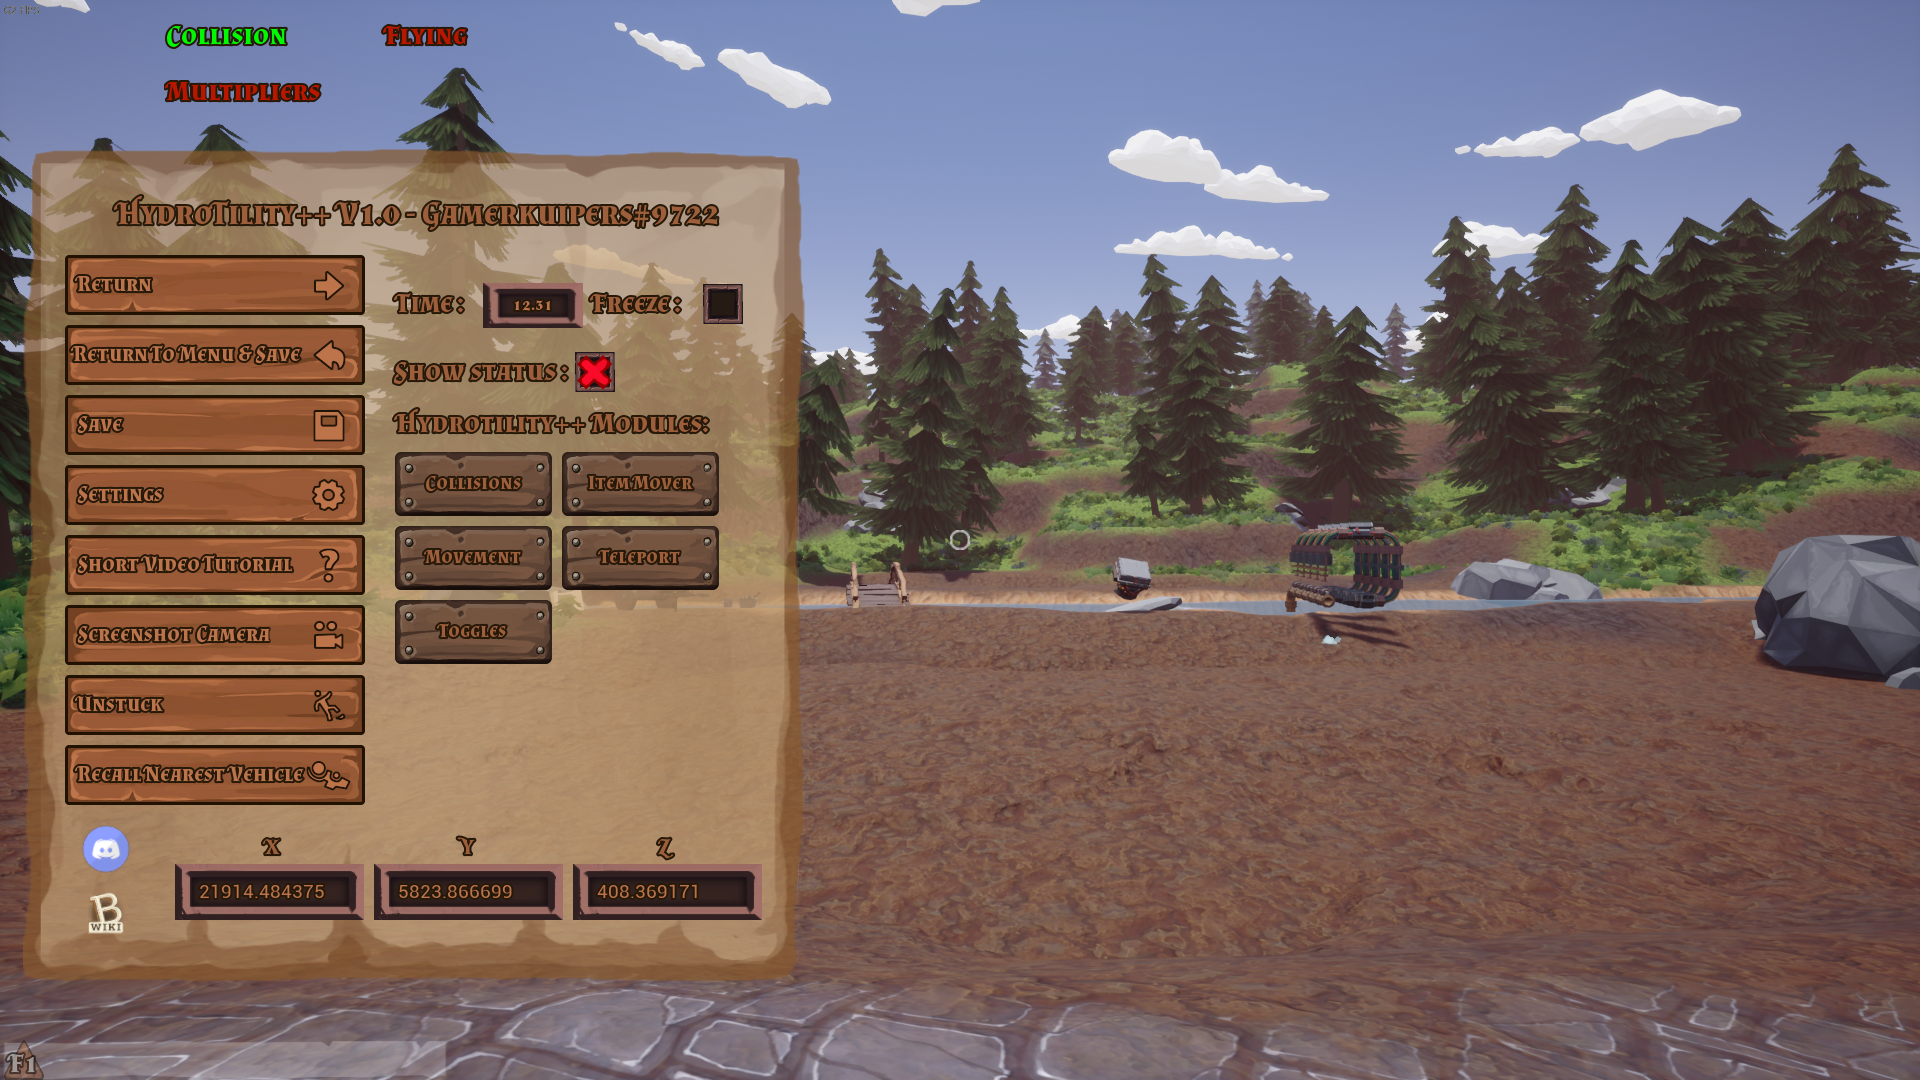 Collision Flying
Multipliers
HydroTility++ V1.0 - Gamerkuipers#9722
Return
Return To Menu & Save
Save
Settings
Short Video Tutorial
Screenshot Camera
Unstuck
Recall Nearest Vehicle
Time: 12.31 Freeze:
Show status:
Hydrotility++ Modules:
Collisions Item Mover
Movement Teleport
Toggles
X Y Z
21914.484375 5823.866699 408.369171
B
WIKI
F1